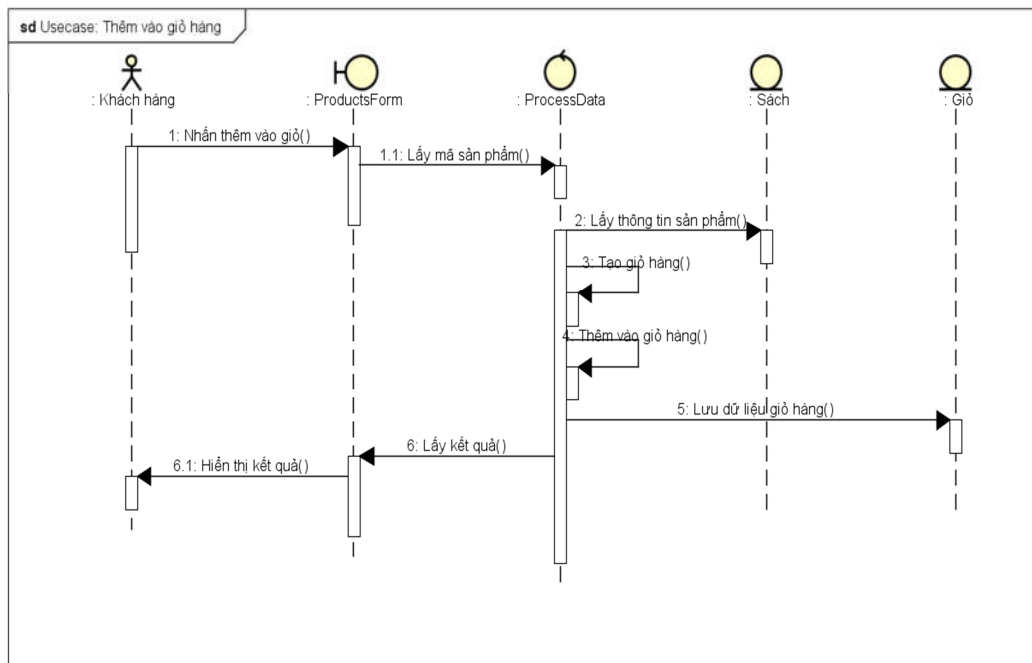 sd Usecase: Thêm vào giỏ hàng
: Khách hàng
: ProductsForm
: ProcessData
: Sách
: Giỏ
1: Nhấn thêm vào giỏ()
1.1: Lấy mã sản phẩm()
2: Lấy thông tin sản phẩm()
3: Tạo giỏ hàng()
4: Thêm vào giỏ hàng()
5: Lưu dữ liệu giỏ hàng()
6: Lấy kết quả()
6.1: Hiển thị kết quả()